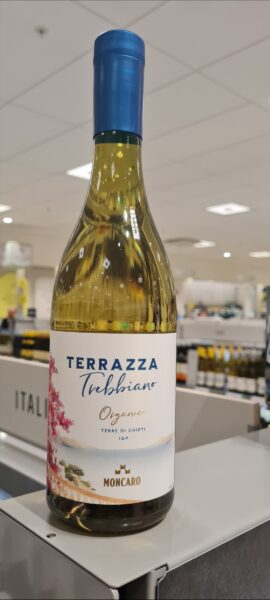 TERRAZZA
Trebbiano
Organic
TERRE DI CHIETI
IGP
MONCARO
ITALI